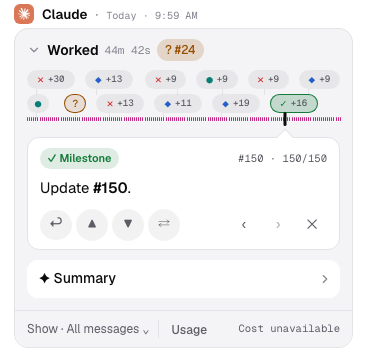 Claude · Today · 9:59 AM
Worked 44m 42s ? #24
× +30 ◆ +13 × +9 ● +9 × +9 ◆ +9
● ? × +13 ◆ +11 ◆ +19 ✓ +16
✓ Milestone #150 · 150/150
Update #150.
✦ Summary
Show · All messages Usage Cost unavailable